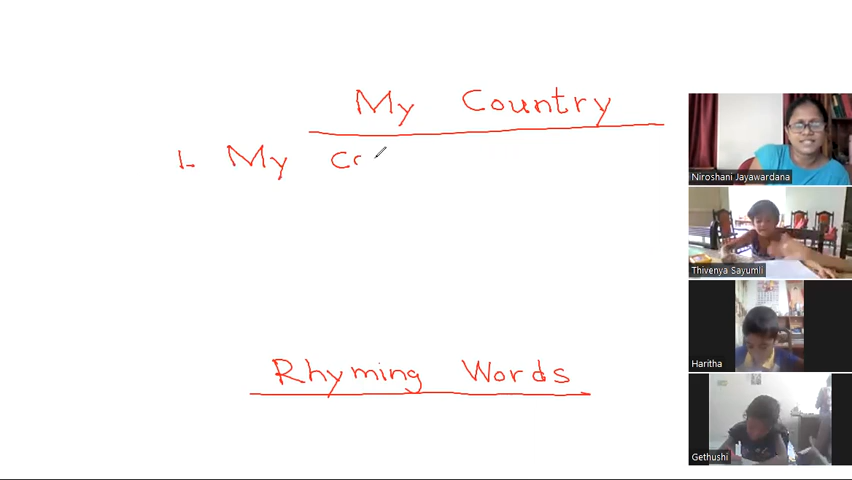 My Country
1. My
Rhyming Words
Niroshani Jayawardana
Thivenya Sayumli
Haritha
Gethushi